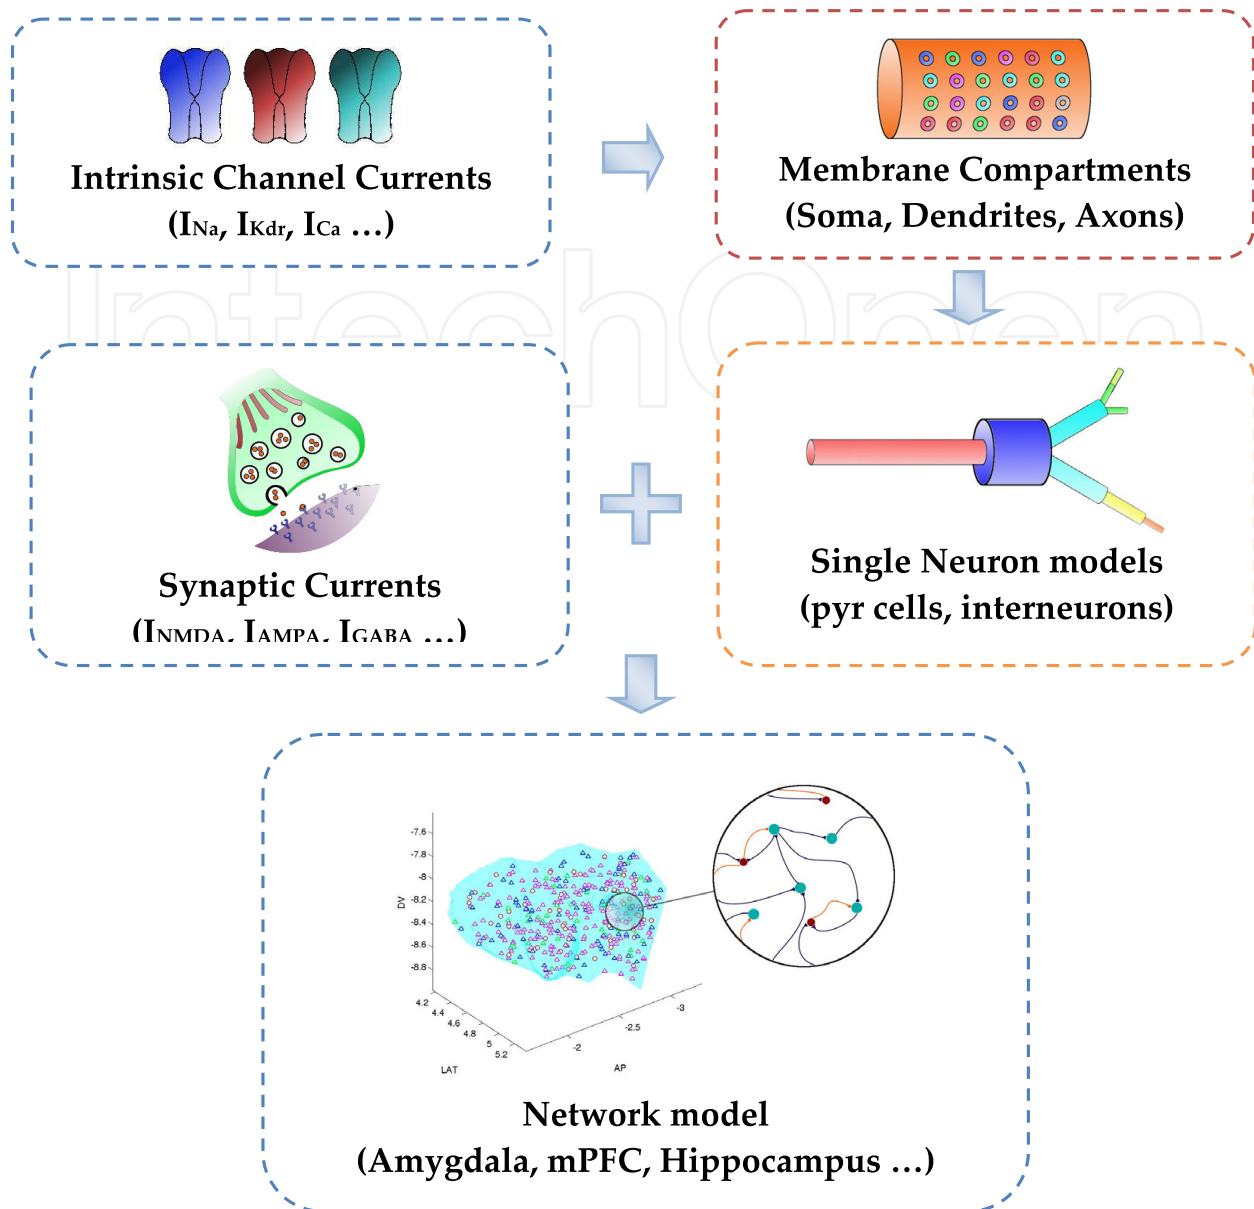 Intrinsic Channel Currents
(INa, IKdr, ICa …)
Membrane Compartments
(Soma, Dendrites, Axons)
IntechOpen
Synaptic Currents
(INMDA, IAMPA, IGABA …)
Single Neuron models
(pyr cells, interneurons)
-7.6
-7.8
-8
-8.2
-8.4
-8.6
-8.8
DV
4.2
4.4
4.6
4.8
5
5.2
LAT
-2
-2.5
-3
AP
Network model
(Amygdala, mPFC, Hippocampus …)